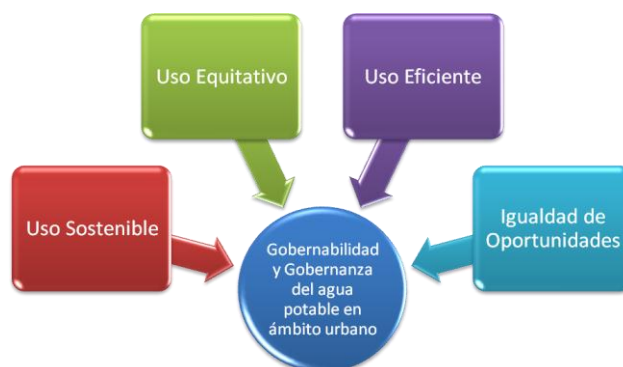 Uso Equitativo
Uso Eficiente
Uso Sostenible
Igualdad de
Oportunidades
Gobernabilidad
y Gobernanza
del agua
potable en
ámbito urbano